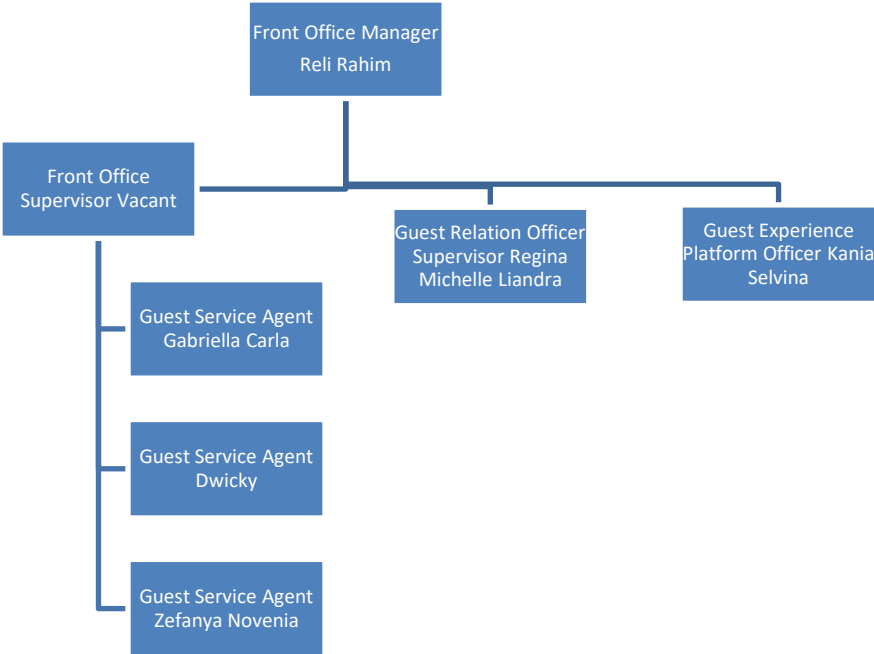 Front Office Manager
Reli Rahim
Front Office
Supervisor Vacant
Guest Relation Officer
Supervisor Regina
Michelle Liandra
Guest Experience
Platform Officer Kania
Selvina
Guest Service Agent
Gabriella Carla
Guest Service Agent
Dwicky
Guest Service Agent
Zefanya Novenia